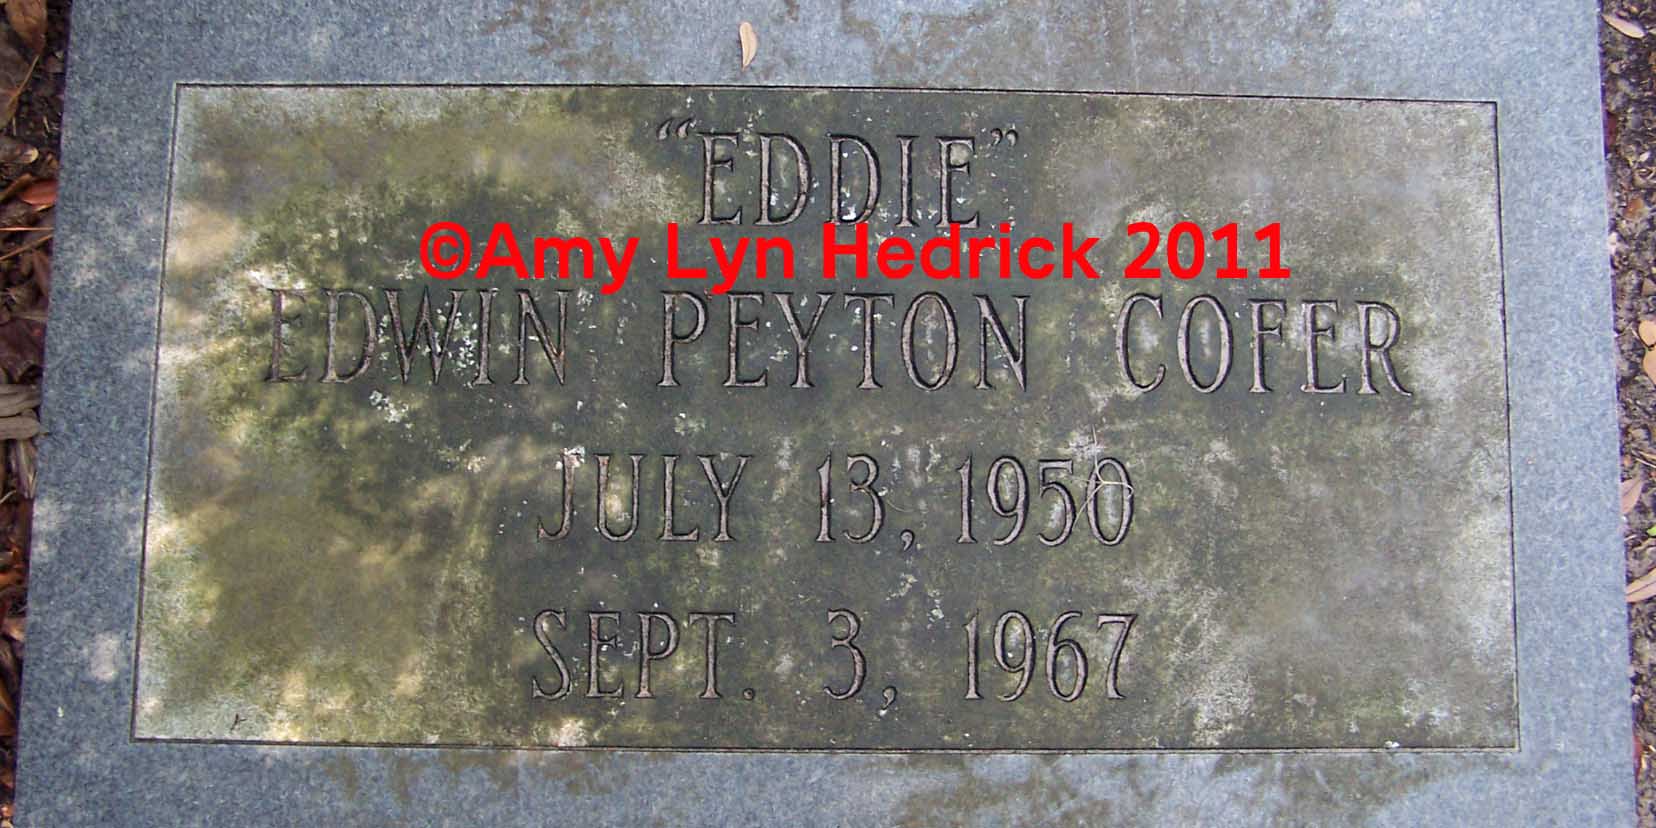 "EDDIE"
©Amy Lyn Hedrick 2011
EDWIN PEYTON COFER
JULY 13, 1950
SEPT. 3, 1967